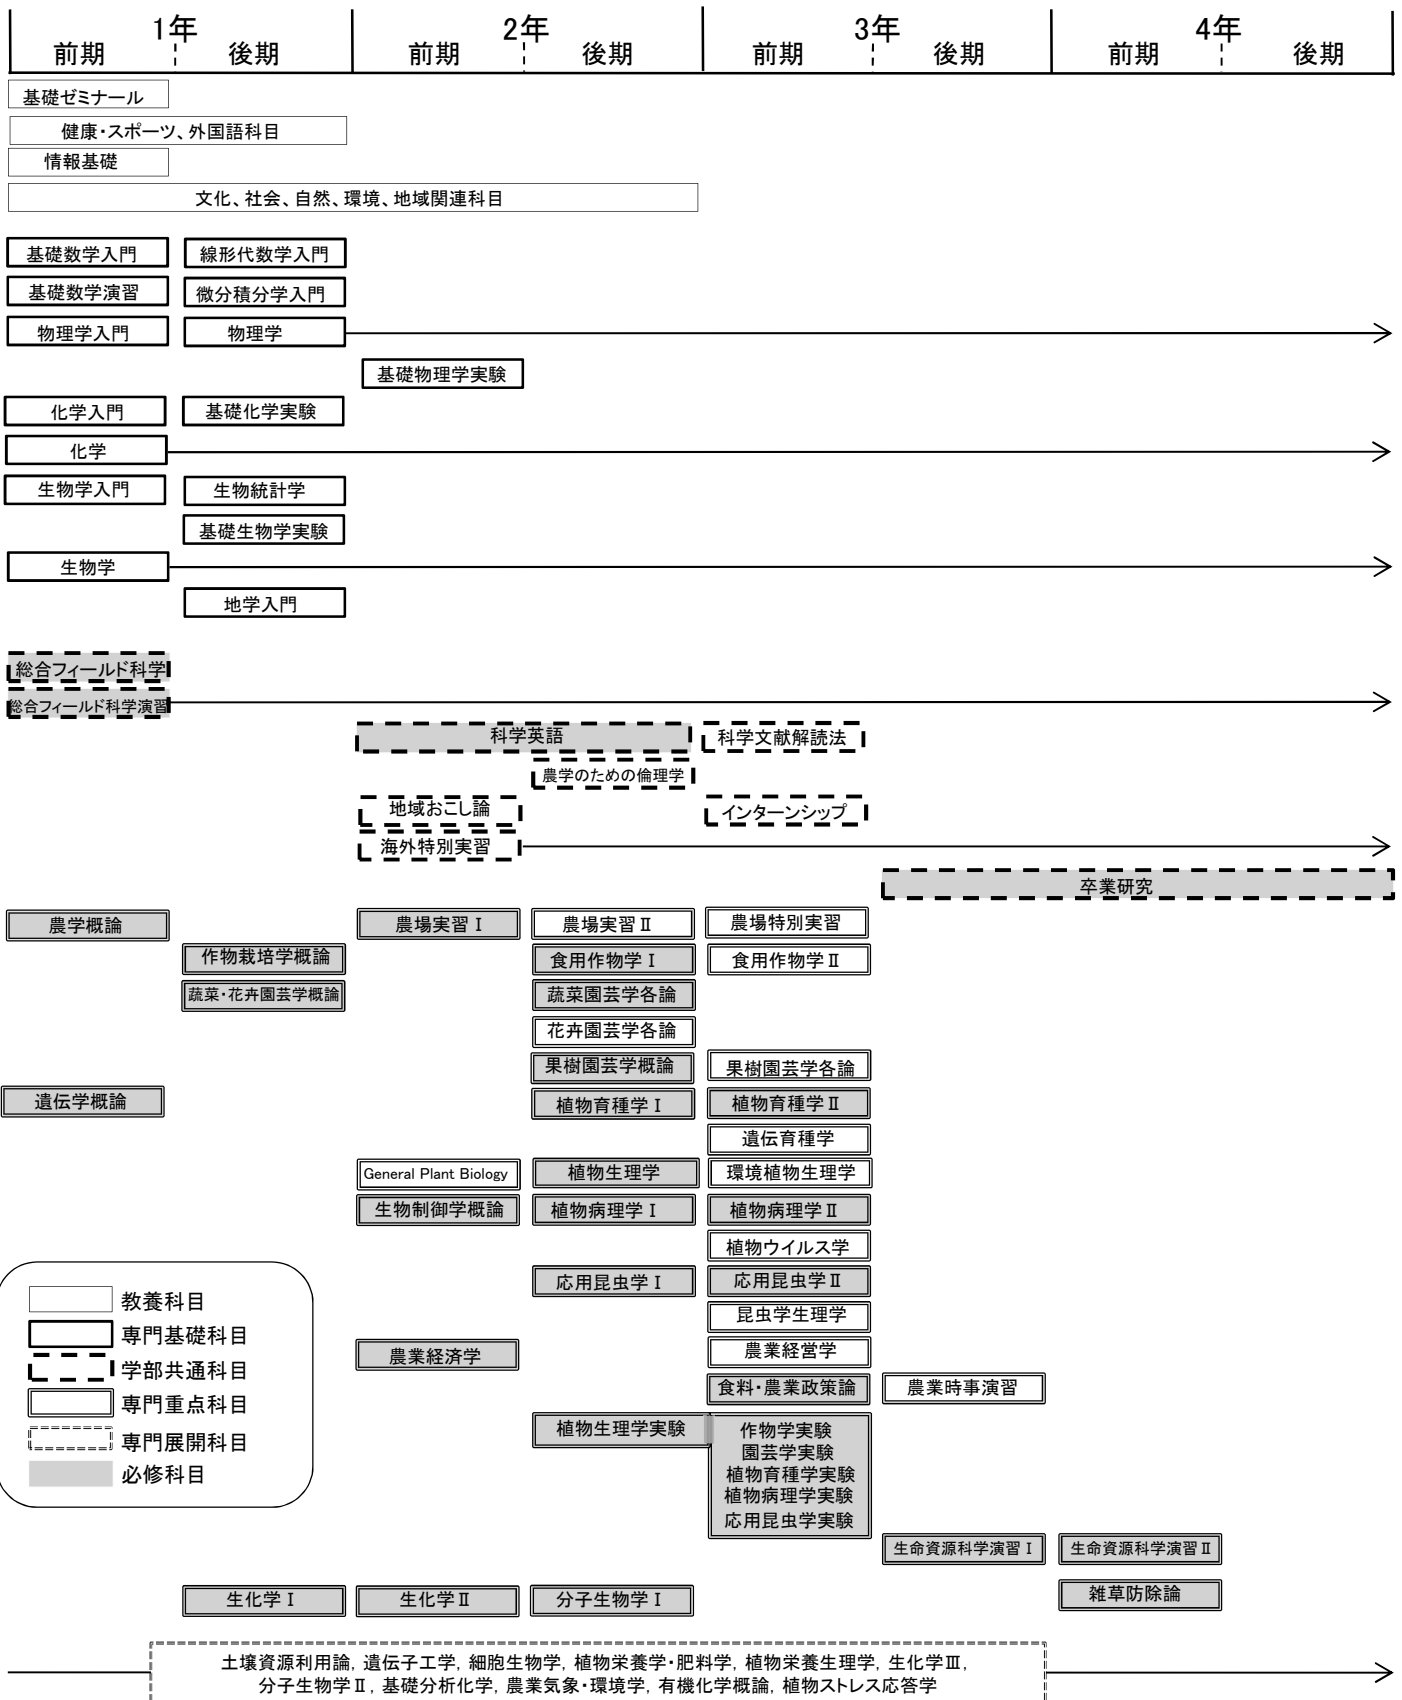 1年 2年 3年 4年
前期 後期 前期 後期 前期 後期 前期 後期
基礎ゼミナール
健康・スポーツ、外国語科目
情報基礎
文化、社会、自然、環境、地域関連科目
基礎数学入門 線形代数学入門
基礎数学演習 微分積分学入門
物理学入門 物理学
基礎物理学実験
化学入門 基礎化学実験
化学
生物学入門 生物統計学
基礎生物学実験
生物学
地学入門
総合フィールド科学
総合フィールド科学演習
科学英語 科学文献解読法
農学のための倫理学
地域おこし論 インターンシップ
海外特別実習
卒業研究
農学概論 農場実習Ⅰ 農場実習Ⅱ 農場特別実習
作物栽培学概論 食用作物学Ⅰ 食用作物学Ⅱ
蔬菜・花卉園芸学概論 蔬菜園芸学各論
花卉園芸学各論
果樹園芸学概論 果樹園芸学各論
遺伝学概論 植物育種学Ⅰ 植物育種学Ⅱ
遺伝育種学
General Plant Biology 植物生理学 環境植物生理学
生物制御学概論 植物病理学Ⅰ 植物病理学Ⅱ
植物ウイルス学
応用昆虫学Ⅰ 応用昆虫学Ⅱ
昆虫学生理学
農業経済学 農業経営学
食料・農業政策論 農業時事演習
植物生理学実験 作物学実験
園芸学実験
植物育種学実験
植物病理学実験
応用昆虫学実験
教養科目
専門基礎科目
学部共通科目
専門重点科目
専門展開科目
必修科目
生命資源科学演習Ⅰ 生命資源科学演習Ⅱ
生化学Ⅰ 生化学Ⅱ 分子生物学Ⅰ 雑草防除論
土壌資源利用論, 遺伝子工学, 細胞生物学, 植物栄養学・肥料学, 植物栄養生理学, 生化学Ⅲ,
分子生物学Ⅱ, 基礎分析化学, 農業気象・環境学, 有機化学概論, 植物ストレス応答学